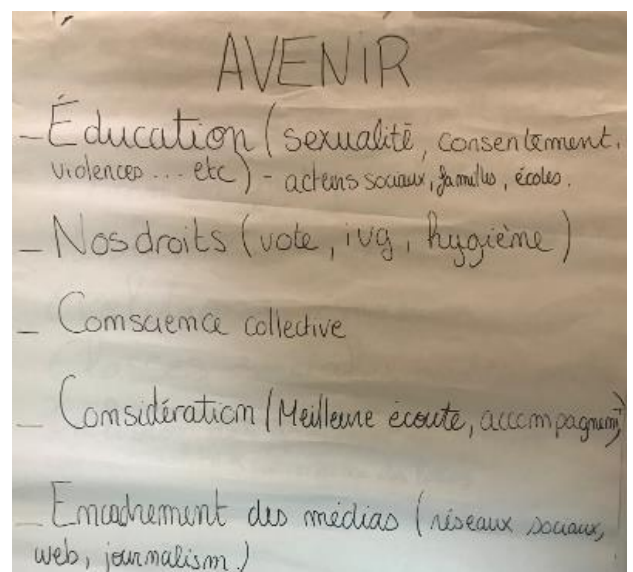 AVENIR
- Éducation (sexualité, consentement,
violences ... etc) - acteurs sociaux, familles, écoles.
- Nos droits (vote, ivg, hygiène)
- Conscience collective
- Considération (Meilleure écoute, accompagnemt)
- Encadrement des médias (réseaux sociaux,
web, journalism.)